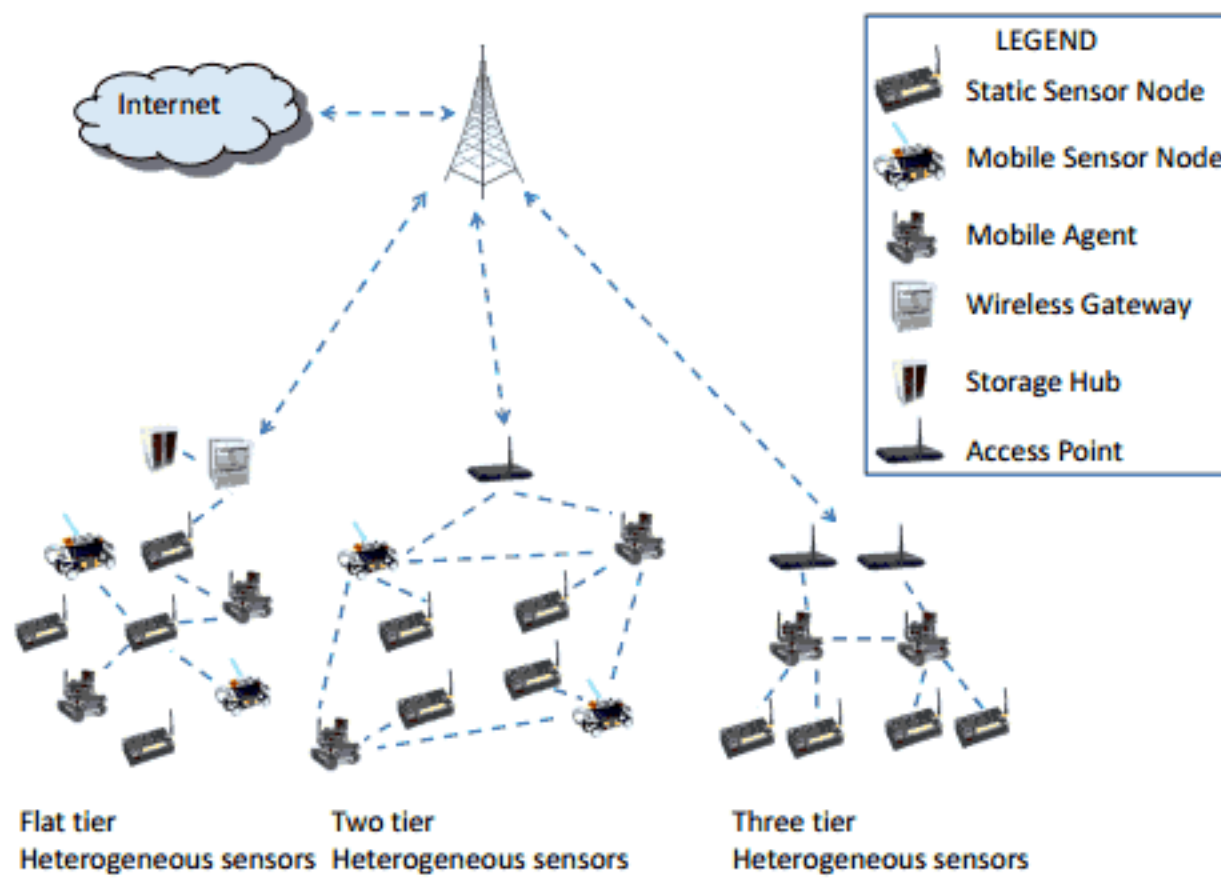 Internet
LEGEND
Static Sensor Node
Mobile Sensor Node
Mobile Agent
Wireless Gateway
Storage Hub
Access Point
Flat tier
Heterogeneous sensors
Two tier
Heterogeneous sensors
Three tier
Heterogeneous sensors